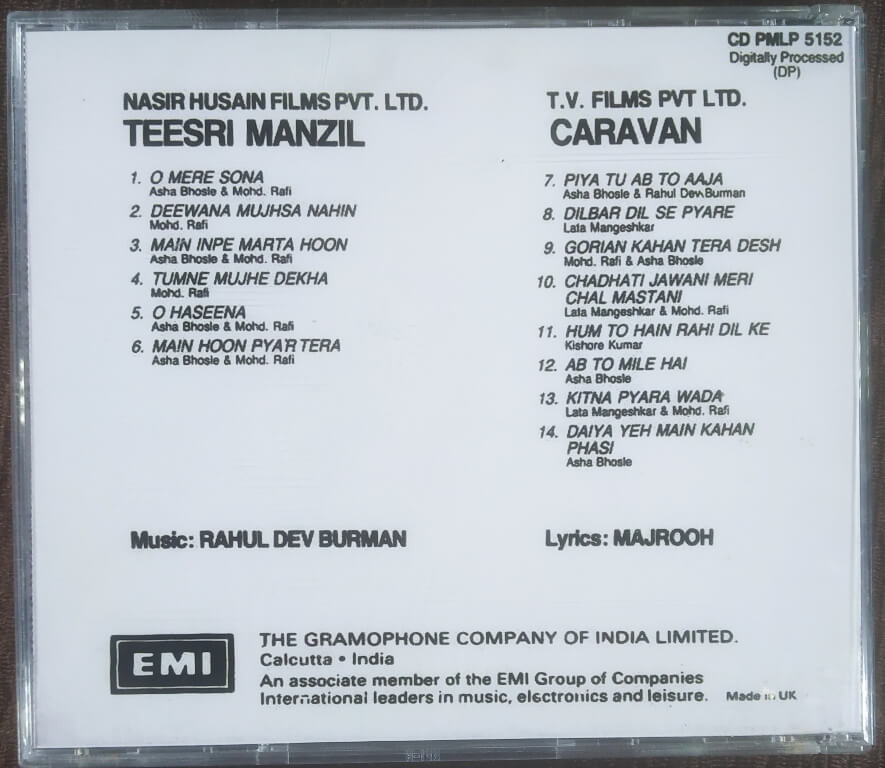 CD PMLP 5152
Digitally Processed
(DP)
NASIR HUSAIN FILMS PVT. LTD.
TEESRI MANZIL
1. O MERE SONA
Asha Bhosle & Mohd. Rafi
2. DEEWANA MUJHSA NAHIN
Mohd. Rafi
3. MAIN INPE MARTA HOON
Asha Bhosle & Mohd. Rafi
4. TUMNE MUJHE DEKHA
Mohd. Rafi
5. O HASEENA
Asha Bhosle & Mohd. Rafi
6. MAIN HOON PYAR TERA
Asha Bhosle & Mohd. Rafi
T.V. FILMS PVT LTD.
CARAVAN
7. PIYA TU AB TO AAJA
Asha Bhosle & Rahul Dev Burman
8. DILBAR DIL SE PYARE
Lata Mangeshkar
9. GORIAN KAHAN TERA DESH
Mohd. Rafi & Asha Bhosle
10. CHADHATI JAWANI MERI
CHAL MASTANI
Lata Mangeshkar & Mohd. Rafi
11. HUM TO HAIN RAHI DIL KE
Kishore Kumar
12. AB TO MILE HAI
Asha Bhosle
13. KITNA PYARA WADA
Lata Mangeshkar & Mohd. Rafi
14. DAIYA YEH MAIN KAHAN
PHASI
Asha Bhosle
Music: RAHUL DEV BURMAN
Lyrics: MAJROOH
EMI
THE GRAMOPHONE COMPANY OF INDIA LIMITED.
Calcutta • India
An associate member of the EMI Group of Companies
International leaders in music, electronics and leisure.
Made in UK